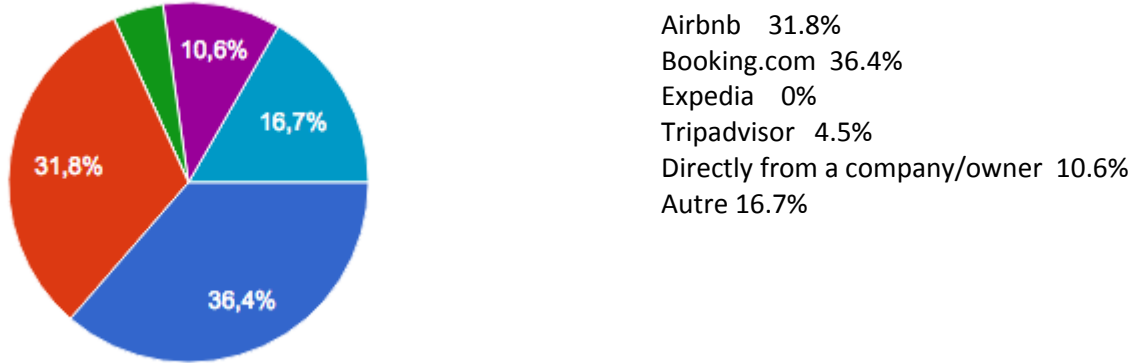 10,6%
16,7%
31,8%
36,4%
Airbnb 31.8%
Booking.com 36.4%
Expedia 0%
Tripadvisor 4.5%
Directly from a company/owner 10.6%
Autre 16.7%